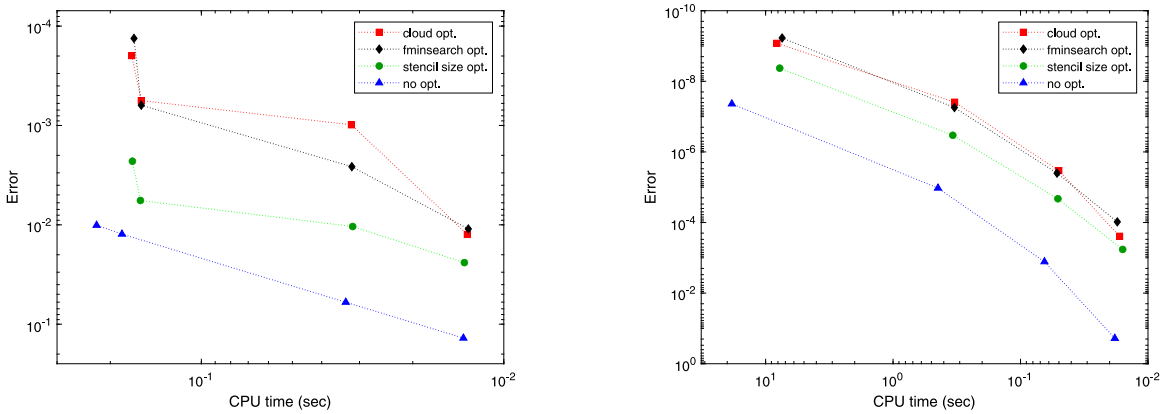 10^-4
10^-3
10^-2
10^-1
Error
10^-1
10^-2
CPU time (sec)
cloud opt.
fminsearch opt.
stencil size opt.
no opt.
10^-10
10^-8
10^-6
10^-4
10^-2
10^0
Error
10^1
10^0
10^-1
10^-2
CPU time (sec)
cloud opt.
fminsearch opt.
stencil size opt.
no opt.